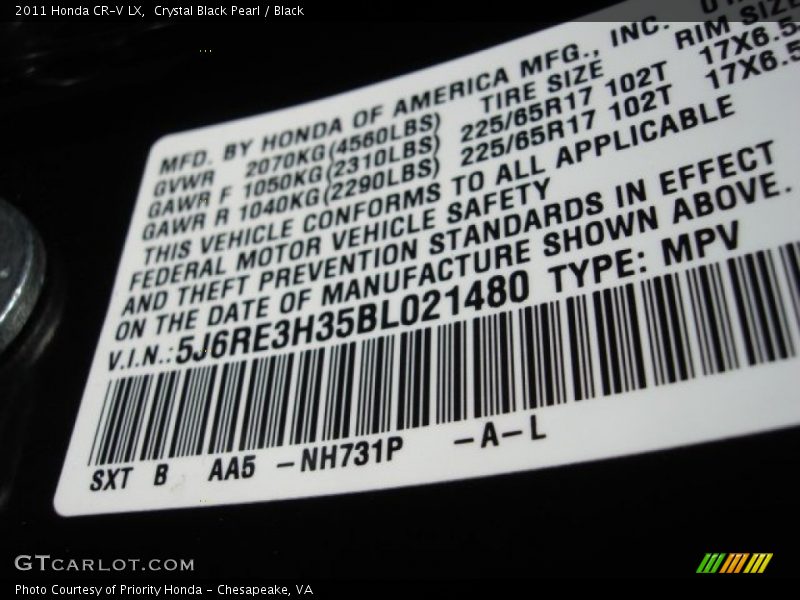 2011 Honda CR-V LX,  Crystal Black Pearl / Black
MFD. BY HONDA OF AMERICA MFG., INC.
GVWR 2070KG(4560LBS) TIRE SIZE RIM SIZE
GAWR F 1050KG(2310LBS) 225/65R17 102T 17X6.5
GAWR R 1040KG(2290LBS) 225/65R17 102T 17X6.5
THIS VEHICLE CONFORMS TO ALL APPLICABLE
FEDERAL MOTOR VEHICLE SAFETY
AND THEFT PREVENTION STANDARDS IN EFFECT
ON THE DATE OF MANUFACTURE SHOWN ABOVE.
V.I.N.:5J6RE3H35BL021480 TYPE: MPV
SXT B AA5 -NH731P -A-L
GTCARLOT.COM
Photo Courtesy of Priority Honda - Chesapeake, VA